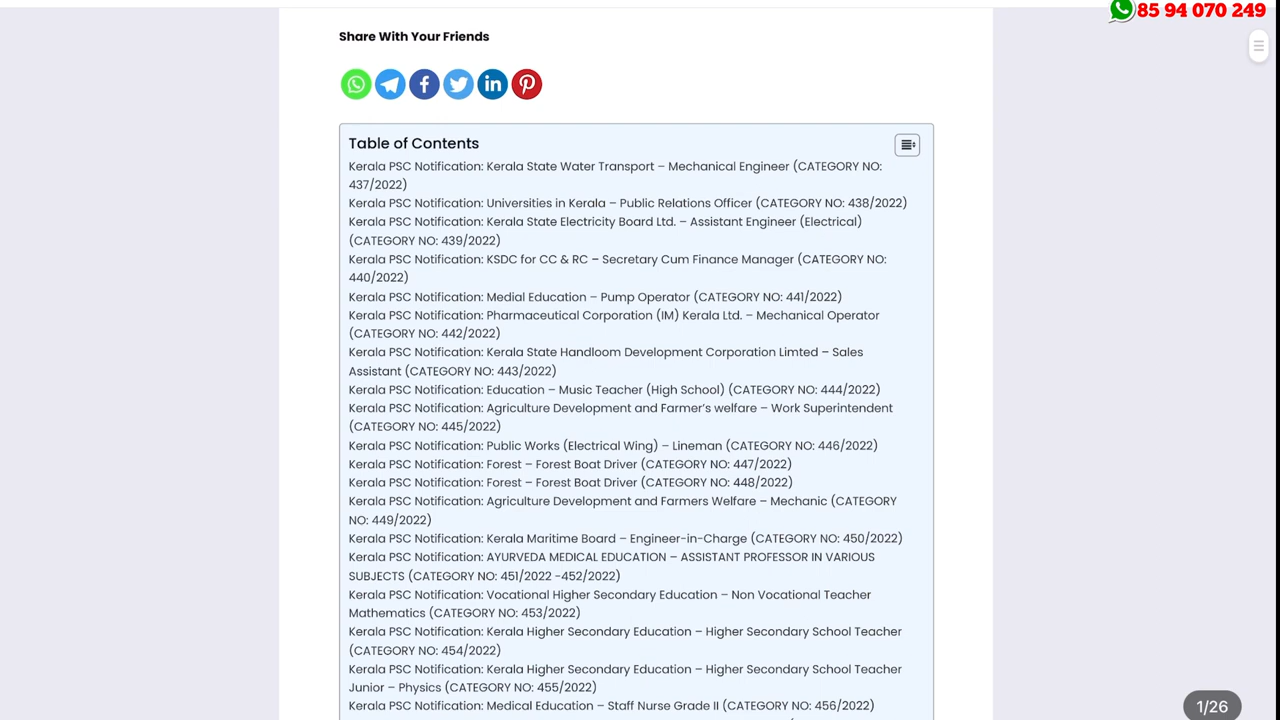 85 94 070 249
Share With Your Friends
Table of Contents
Kerala PSC Notification: Kerala State Water Transport – Mechanical Engineer (CATEGORY NO:
437/2022)
Kerala PSC Notification: Universities in Kerala – Public Relations Officer (CATEGORY NO: 438/2022)
Kerala PSC Notification: Kerala State Electricity Board Ltd. – Assistant Engineer (Electrical)
(CATEGORY NO: 439/2022)
Kerala PSC Notification: KSDC for CC & RC – Secretary Cum Finance Manager (CATEGORY NO:
440/2022)
Kerala PSC Notification: Medial Education – Pump Operator (CATEGORY NO: 441/2022)
Kerala PSC Notification: Pharmaceutical Corporation (IM) Kerala Ltd. – Mechanical Operator
(CATEGORY NO: 442/2022)
Kerala PSC Notification: Kerala State Handloom Development Corporation Limted – Sales
Assistant (CATEGORY NO: 443/2022)
Kerala PSC Notification: Education – Music Teacher (High School) (CATEGORY NO: 444/2022)
Kerala PSC Notification: Agriculture Development and Farmer’s welfare – Work Superintendent
(CATEGORY NO: 445/2022)
Kerala PSC Notification: Public Works (Electrical Wing) – Lineman (CATEGORY NO: 446/2022)
Kerala PSC Notification: Forest – Forest Boat Driver (CATEGORY NO: 447/2022)
Kerala PSC Notification: Forest – Forest Boat Driver (CATEGORY NO: 448/2022)
Kerala PSC Notification: Agriculture Development and Farmers Welfare – Mechanic (CATEGORY
NO: 449/2022)
Kerala PSC Notification: Kerala Maritime Board – Engineer-in-Charge (CATEGORY NO: 450/2022)
Kerala PSC Notification: AYURVEDA MEDICAL EDUCATION – ASSISTANT PROFESSOR IN VARIOUS
SUBJECTS (CATEGORY NO: 451/2022 -452/2022)
Kerala PSC Notification: Vocational Higher Secondary Education – Non Vocational Teacher
Mathematics (CATEGORY NO: 453/2022)
Kerala PSC Notification: Kerala Higher Secondary Education – Higher Secondary School Teacher
(CATEGORY NO: 454/2022)
Kerala PSC Notification: Kerala Higher Secondary Education – Higher Secondary School Teacher
Junior – Physics (CATEGORY NO: 455/2022)
Kerala PSC Notification: Medical Education – Staff Nurse Grade II (CATEGORY NO: 456/2022)
1/26